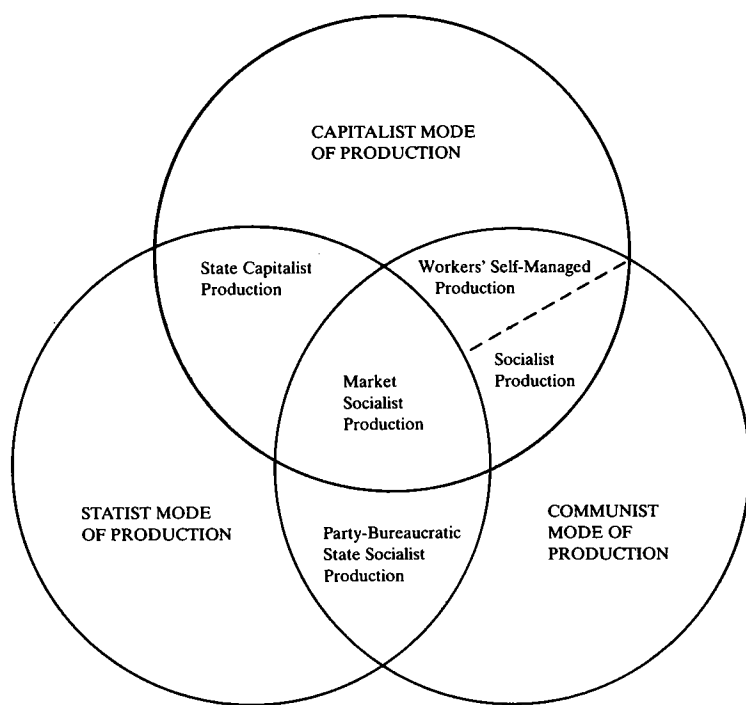 CAPITALIST MODE
OF PRODUCTION
State Capitalist
Production
Workers' Self-Managed
Production
Socialist
Production
Market
Socialist
Production
STATIST MODE
OF PRODUCTION
COMMUNIST
MODE OF
PRODUCTION
Party-Bureaucratic
State Socialist
Production